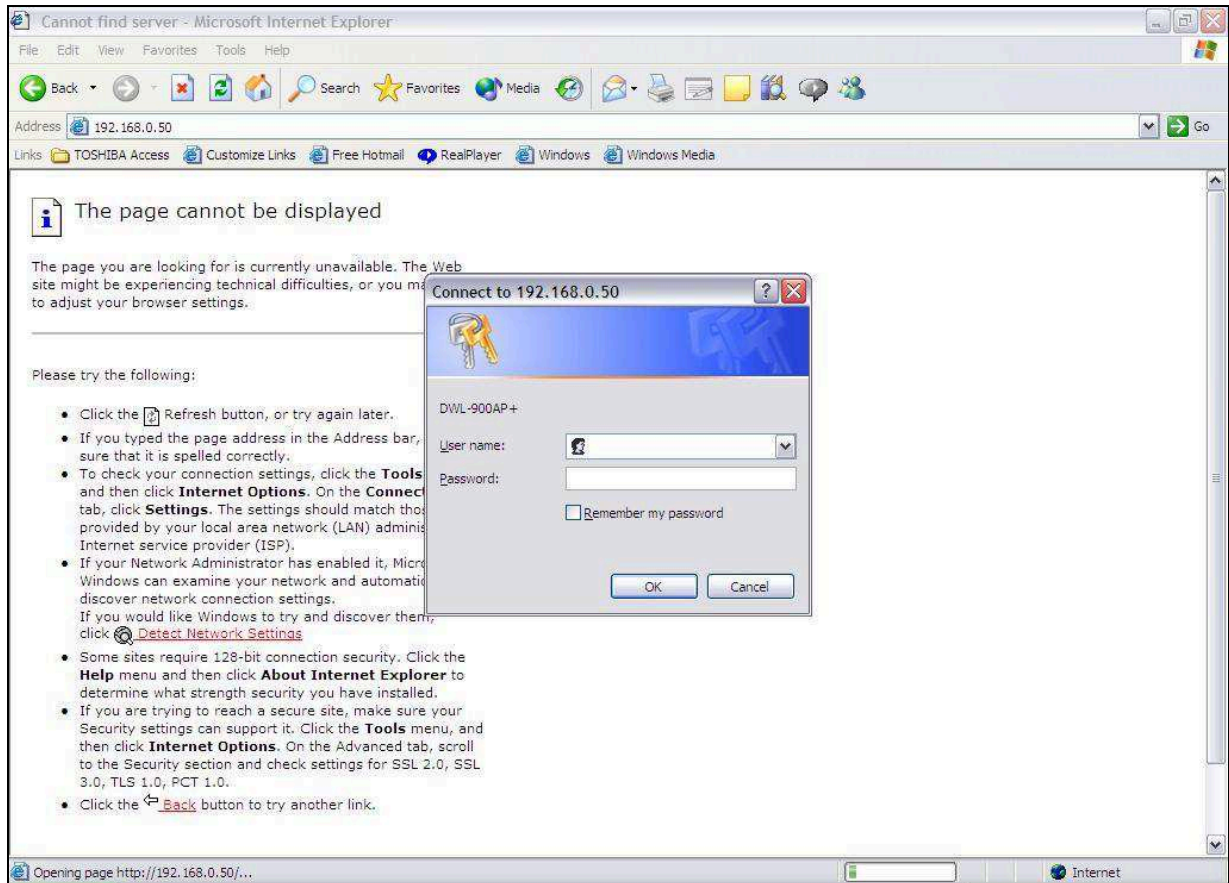 Cannot find server - Microsoft Internet Explorer
File Edit View Favorites Tools Help
Back Search Favorites Media
Address 192.168.0.50 Go
Links TOSHIBA Access Customize Links Free Hotmail RealPlayer Windows Windows Media
The page cannot be displayed
The page you are looking for is currently unavailable. The Web
site might be experiencing technical difficulties, or you ma
to adjust your browser settings.
Please try the following:
Click the Refresh button, or try again later.
If you typed the page address in the Address bar,
sure that it is spelled correctly.
To check your connection settings, click the Tools
and then click Internet Options. On the Connect
tab, click Settings. The settings should match thos
provided by your local area network (LAN) adminis
Internet service provider (ISP).
If your Network Administrator has enabled it, Micro
Windows can examine your network and automatic
discover network connection settings.
If you would like Windows to try and discover them,
click Detect Network Settings
Some sites require 128-bit connection security. Click the
Help menu and then click About Internet Explorer to
determine what strength security you have installed.
If you are trying to reach a secure site, make sure your
Security settings can support it. Click the Tools menu, and
then click Internet Options. On the Advanced tab, scroll
to the Security section and check settings for SSL 2.0, SSL
3.0, TLS 1.0, PCT 1.0.
Click the Back button to try another link.
Connect to 192.168.0.50
DWL-900AP+
User name:
Password:
Remember my password
OK Cancel
Opening page http://192.168.0.50/... Internet